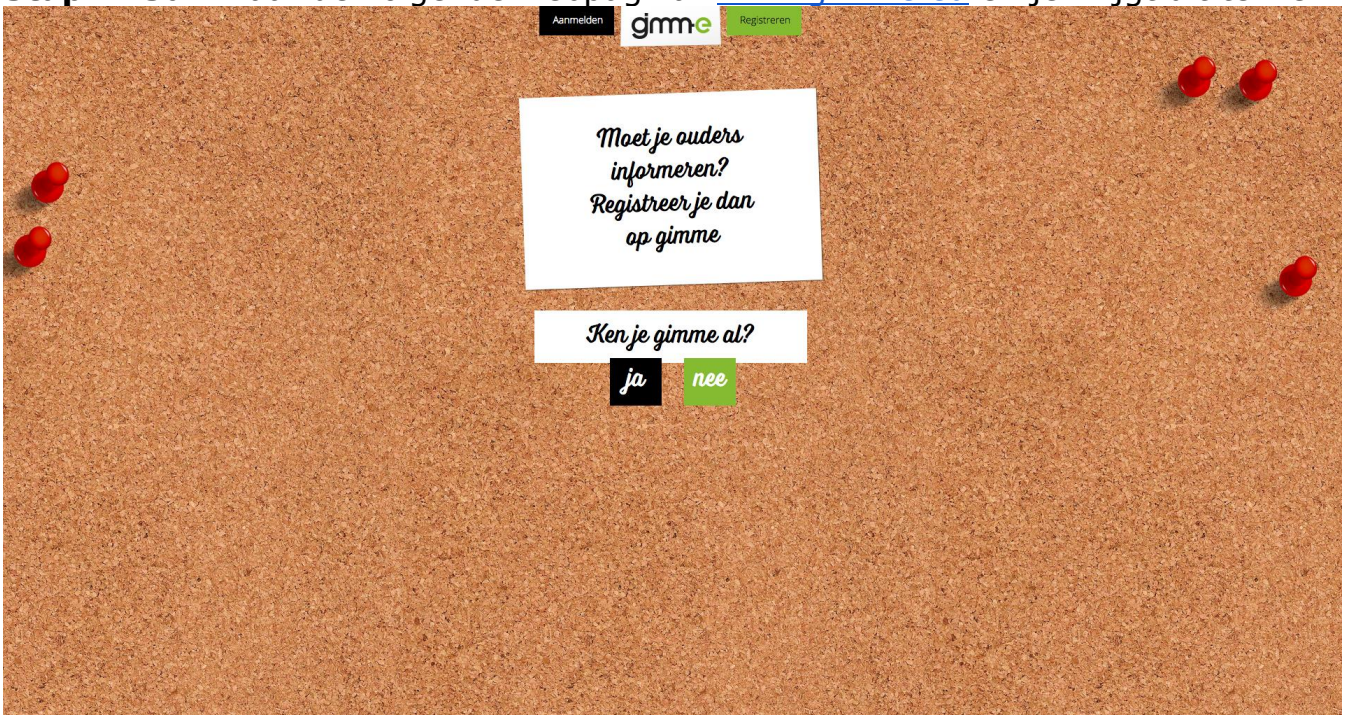 Aanmelden
gimme
Registreren
Moet je ouders
informeren?
Registreer je dan
op gimme
Ken je gimme al?
ja
nee